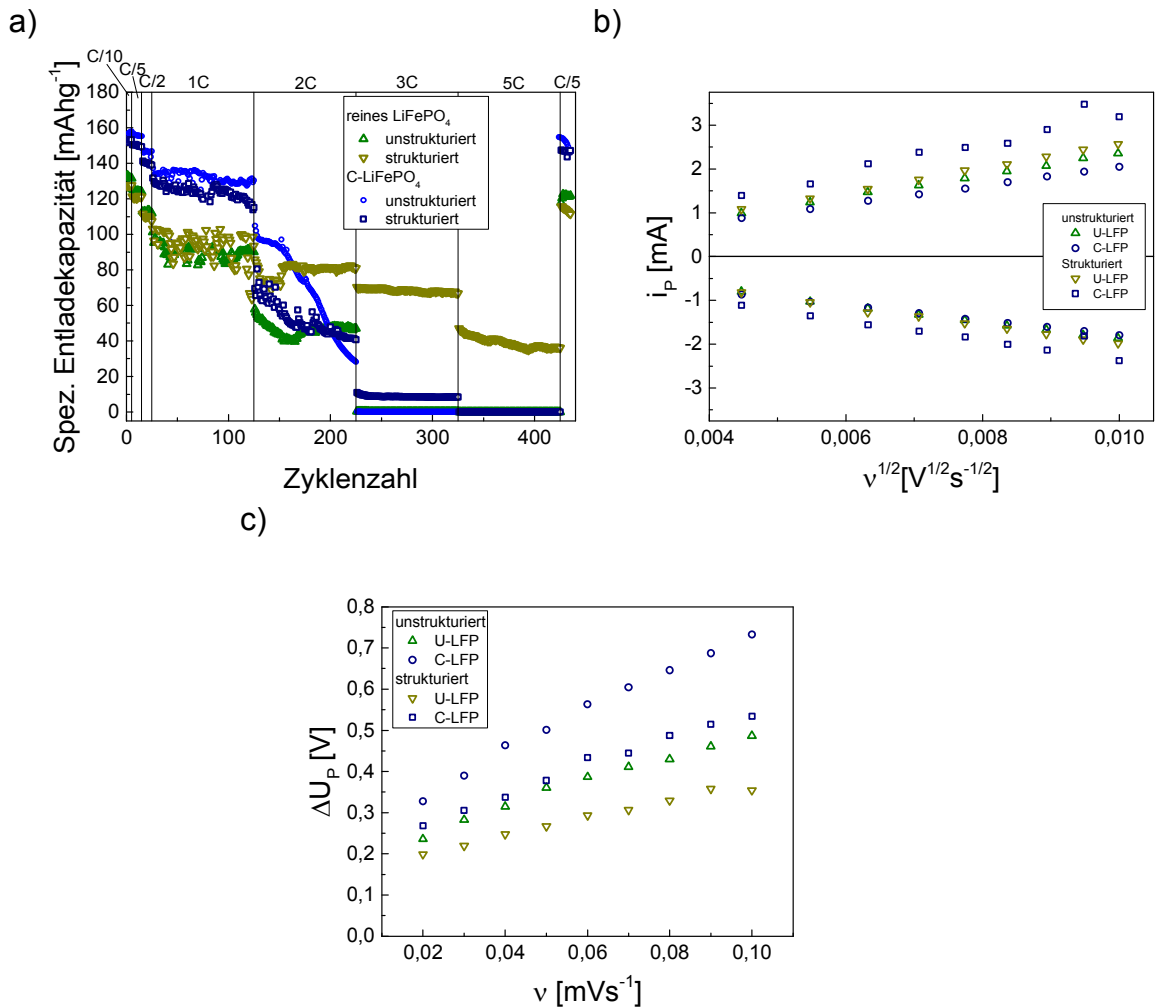 a)
C/10
C/5
C/2
1C
2C
3C
5C
C/5
180
160
140
120
100
80
60
40
20
0
Spez. Entladekapazität [mAhg⁻¹]
reines LiFePO₄
unstrukturiert
strukturiert
C-LiFePO₄
unstrukturiert
strukturiert
0
100
200
300
400
Zyklenzahl
b)
3
2
1
0
-1
-2
-3
iP [mA]
unstrukturiert
U-LFP
C-LFP
Strukturiert
U-LFP
C-LFP
0,004
0,006
0,008
0,010
ν^1/2[V^1/2s^-1/2]
c)
0,8
0,7
0,6
0,5
0,4
0,3
0,2
0,1
0,0
ΔUP [V]
unstrukturiert
U-LFP
C-LFP
strukturiert
U-LFP
C-LFP
0,02
0,04
0,06
0,08
0,10
ν [mVs⁻¹]